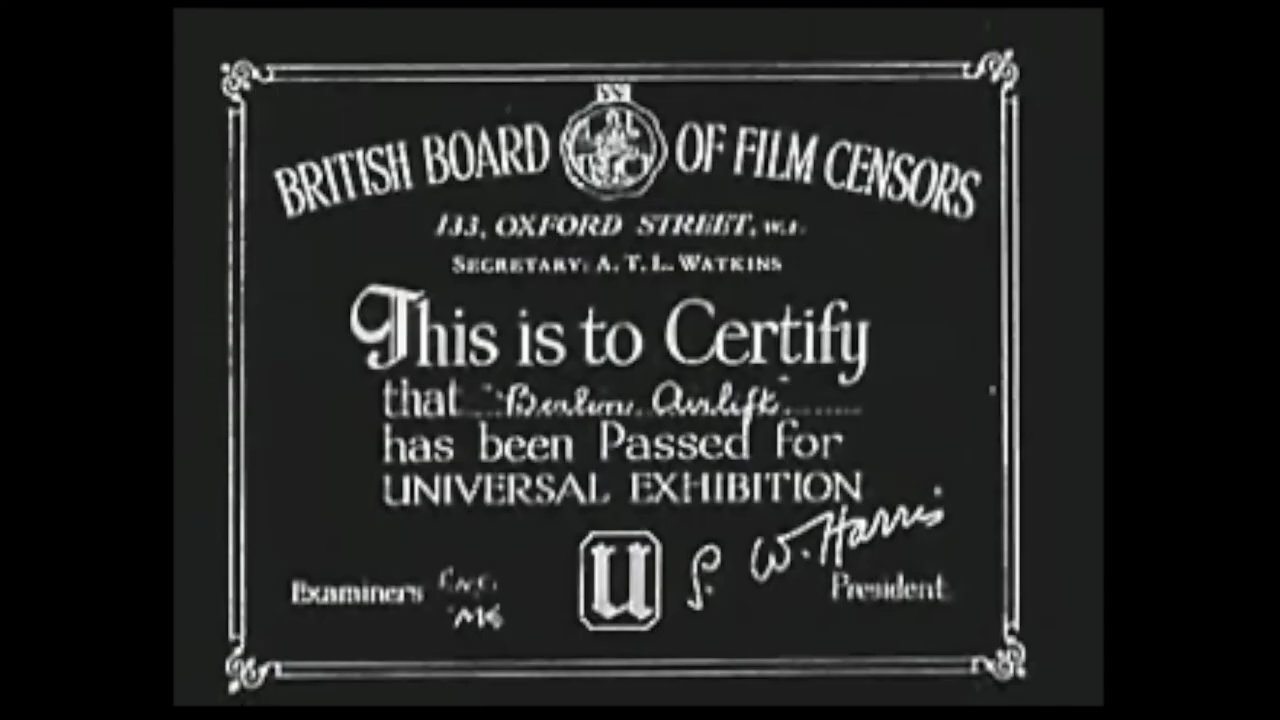 BRITISH BOARD OF FILM CENSORS
133, OXFORD STREET, W.1.
SECRETARY: A. T. L. WATKINS
This is to Certify
that "Berlin Airlift"
has been Passed for
UNIVERSAL EXHIBITION
S. W. Harris
Examiners
U
President